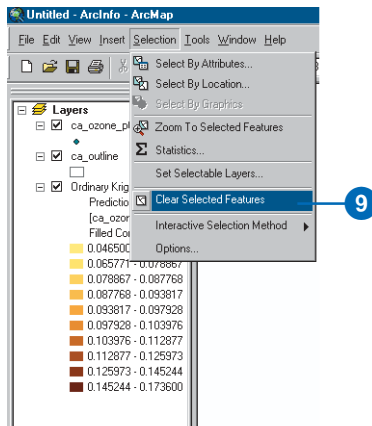 Untitled - ArcInfo - ArcMap
File Edit View Insert Selection Tools Window Help
Select By Attributes...
Select By Location...
Select By Graphics
Zoom To Selected Features
Statistics...
Set Selectable Layers...
Clear Selected Features
9
Interactive Selection Method
Options...
Layers
ca_ozone_pt
ca_outline
Ordinary Krig
Predictio
[ca_ozor
Filled Cor
0.04650
0.065771 - 0.078867
0.078867 - 0.087768
0.087768 - 0.093817
0.093817 - 0.097928
0.097928 - 0.103976
0.103976 - 0.112877
0.112877 - 0.125973
0.125973 - 0.145244
0.145244 - 0.173600